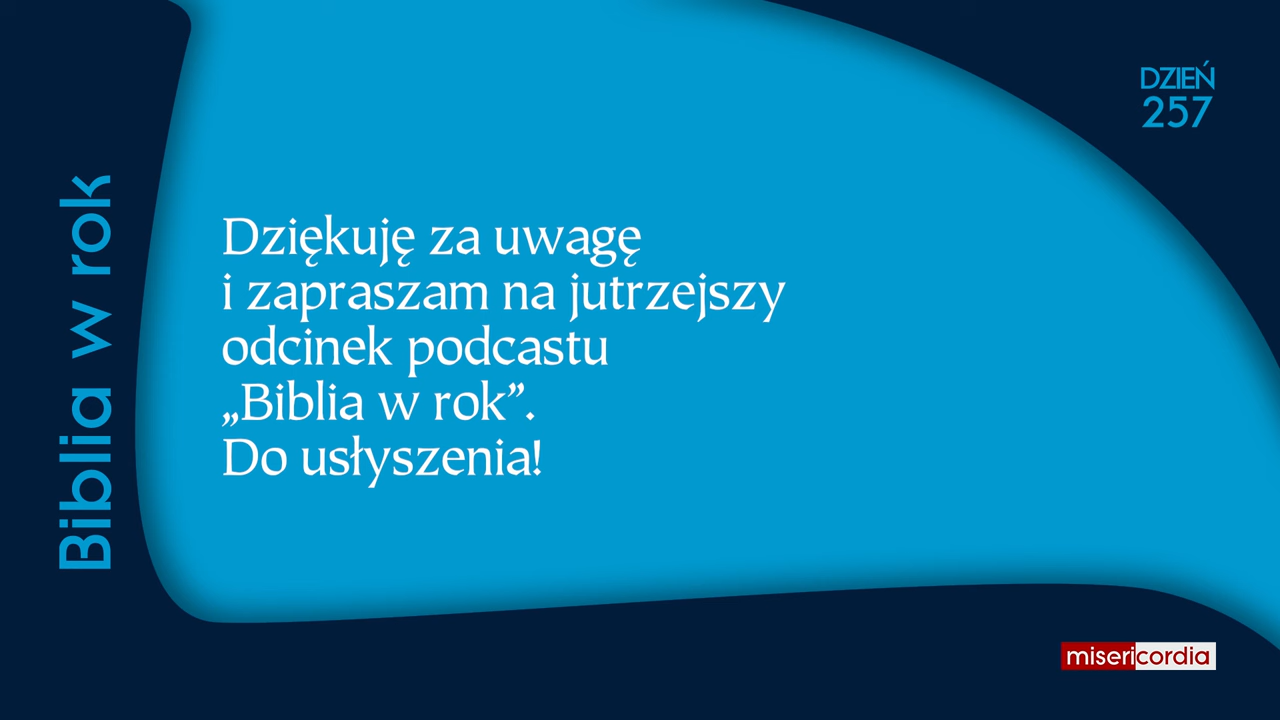 Biblia w rok
DZIEŃ
257
Dziękuję za uwagę
i zapraszam na jutrzejszy
odcinek podcastu
„Biblia w rok”.
Do usłyszenia!
misericordia